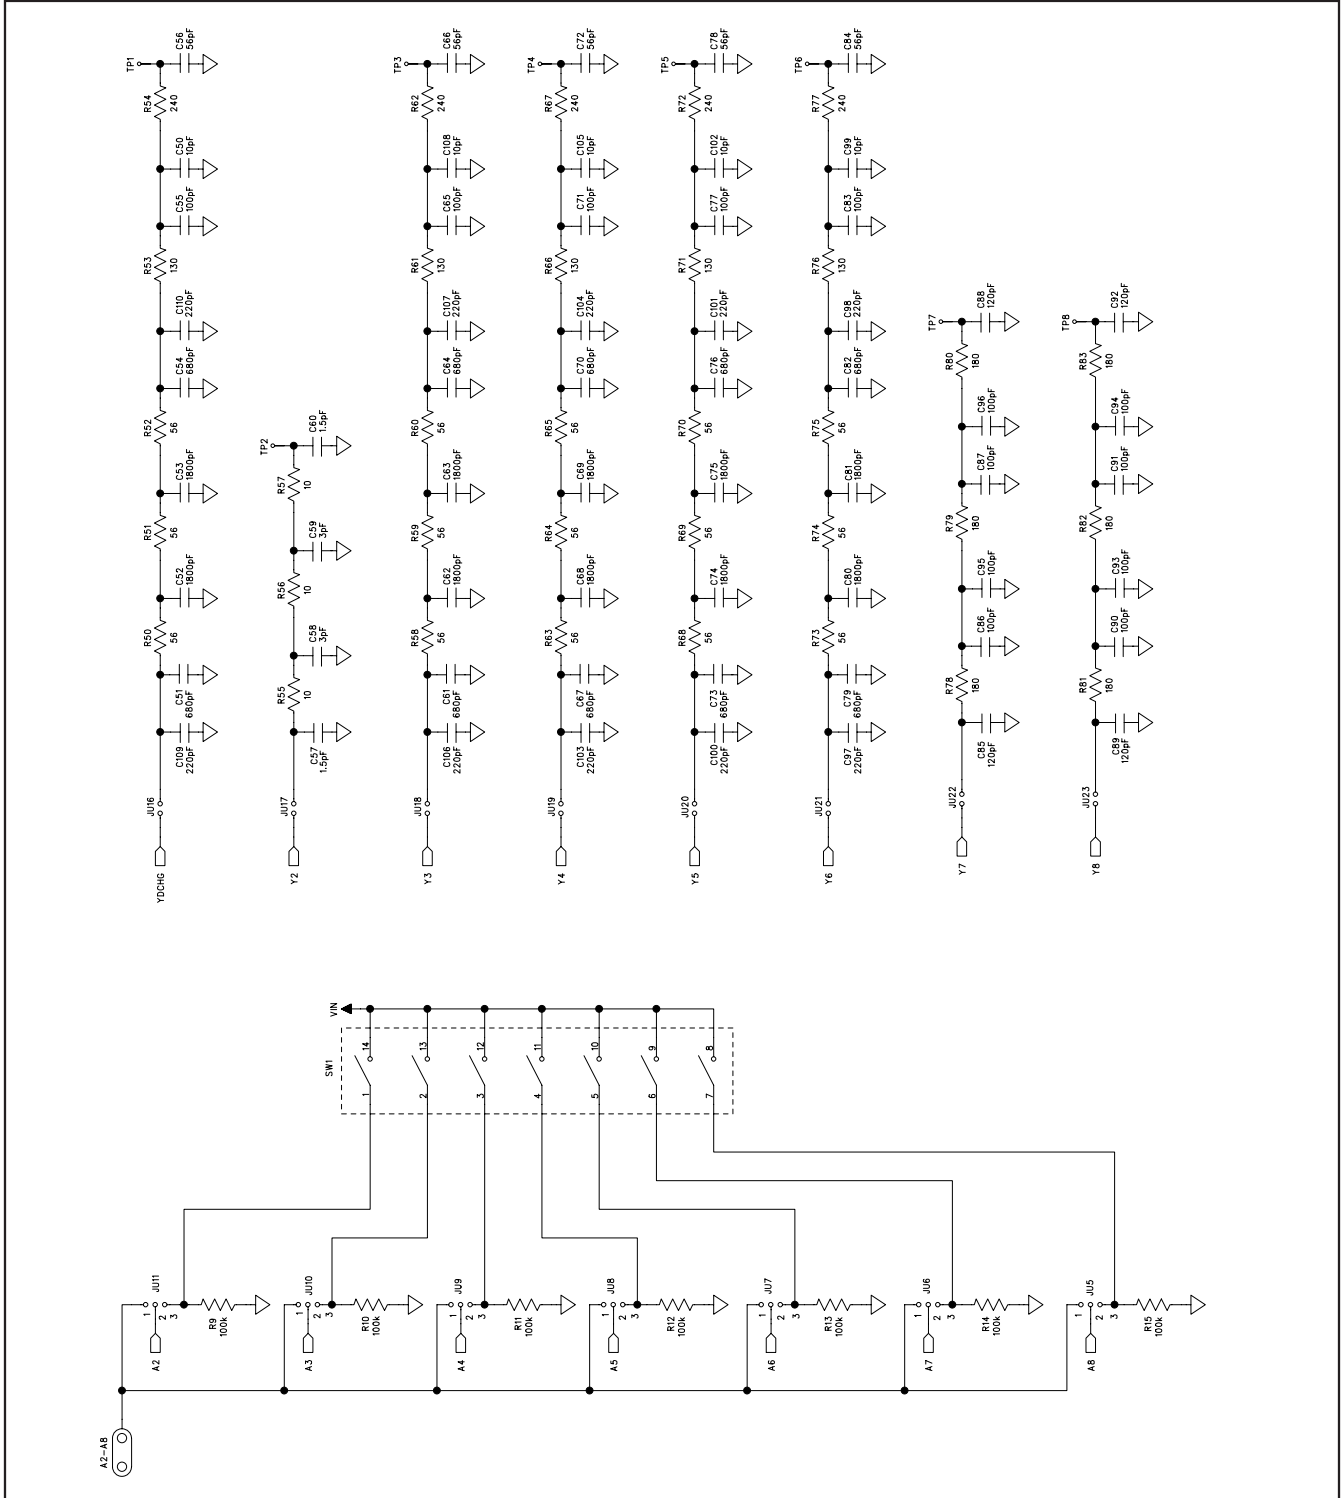 YDCHG
JU16
C109
220pF
C51
680pF
R50
56
C52
1800pF
R51
56
C53
1800pF
R52
56
C54
680pF
C110
220pF
R53
130
C55
100pF
C50
10pF
R54
240
TP1
C56
56pF
Y2
JU17
C57
1.5pF
R55
10
C58
3pF
R56
10
C59
3pF
R57
10
TP2
C60
1.5pF
Y3
JU18
C106
220pF
C61
680pF
R58
56
C62
1800pF
R59
56
C63
1800pF
R60
56
C64
680pF
C107
220pF
R61
130
C65
100pF
C108
10pF
R62
240
TP3
C66
56pF
Y4
JU19
C103
220pF
C67
680pF
R63
56
C68
1800pF
R64
56
C69
1800pF
R65
56
C70
680pF
C104
220pF
R66
130
C71
100pF
C105
10pF
R67
240
TP4
C72
56pF
Y5
JU20
C100
220pF
C73
680pF
R68
56
C74
1800pF
R69
56
C75
1800pF
R70
56
C76
680pF
C101
220pF
R71
130
C77
100pF
C102
10pF
R72
240
TP5
C78
56pF
Y6
JU21
C97
220pF
C79
680pF
R73
56
C80
1800pF
R74
56
C81
1800pF
R75
56
C82
680pF
C98
220pF
R76
130
C83
100pF
C99
10pF
R77
240
TP6
C84
56pF
Y7
JU22
C85
120pF
R78
180
C86
100pF
C95
100pF
R79
180
C87
100pF
C96
100pF
R80
180
TP7
C88
120pF
Y8
JU23
C89
120pF
R81
180
C90
100pF
C93
100pF
R82
180
C91
100pF
C94
100pF
R83
180
TP8
C92
120pF
A2-A8
A2
1
2
3
JU11
R9
100k
A3
1
2
3
JU10
R10
100k
A4
1
2
3
JU9
R11
100k
A5
1
2
3
JU8
R12
100k
A6
1
2
3
JU7
R13
100k
A7
1
2
3
JU6
R14
100k
A8
1
2
3
JU5
R15
100k
SW1
VIN
1
14
2
13
3
12
4
11
5
10
6
9
7
8